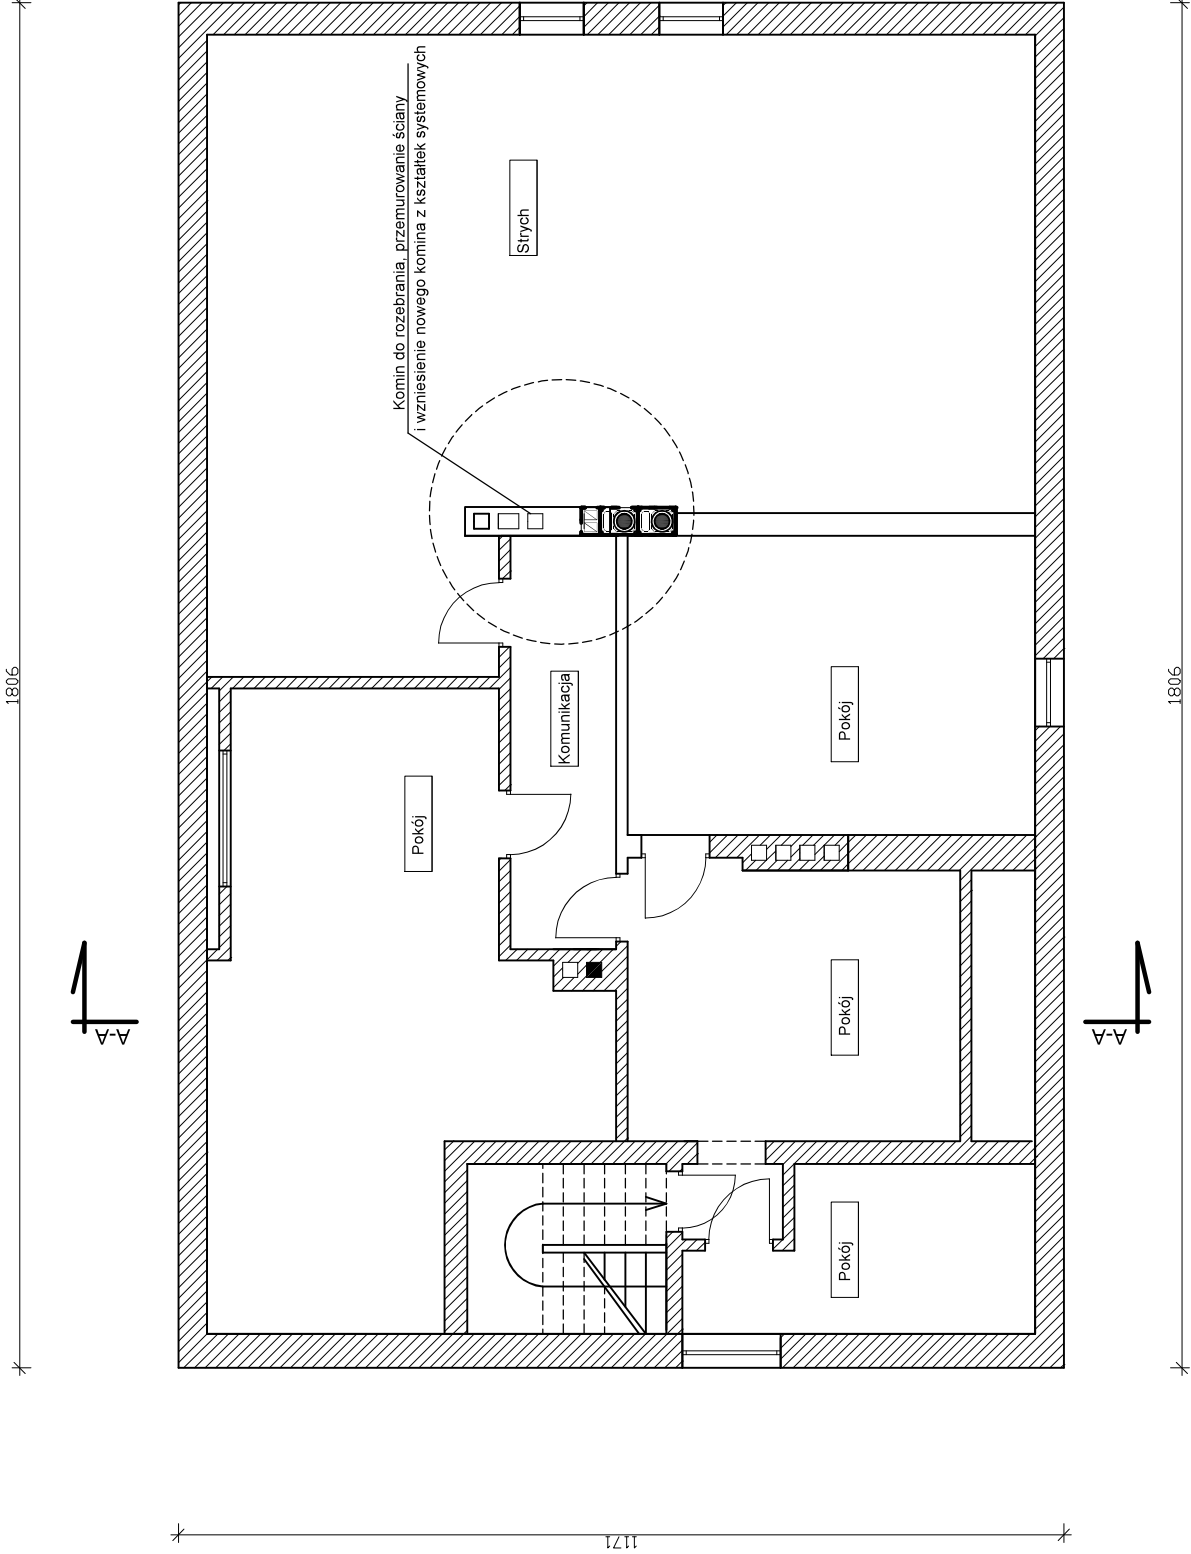 Komin do rozebrania, przemurowanie ściany
i wzniesienie nowego komina z kształtek systemowych
Strych
1806
1806
Komunikacja
Pokój
Pokój
Pokój
Pokój
A-A
A-A
1171